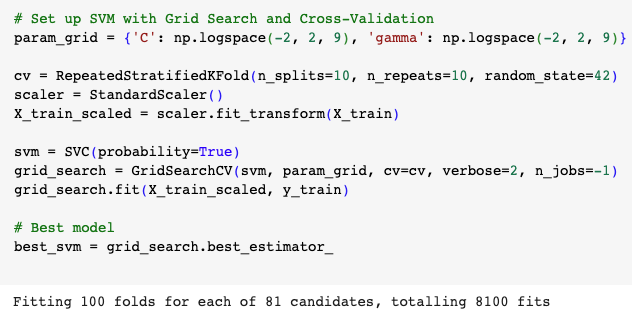 # Set up SVM with Grid Search and Cross-Validation
param_grid = {'C': np.logspace(-2, 2, 9), 'gamma': np.logspace(-2, 2, 9)}
cv = RepeatedStratifiedKFold(n_splits=10, n_repeats=10, random_state=42)
scaler = StandardScaler()
X_train_scaled = scaler.fit_transform(X_train)
svm = SVC(probability=True)
grid_search = GridSearchCV(svm, param_grid, cv=cv, verbose=2, n_jobs=-1)
grid_search.fit(X_train_scaled, y_train)
# Best model
best_svm = grid_search.best_estimator_
Fitting 100 folds for each of 81 candidates, totalling 8100 fits